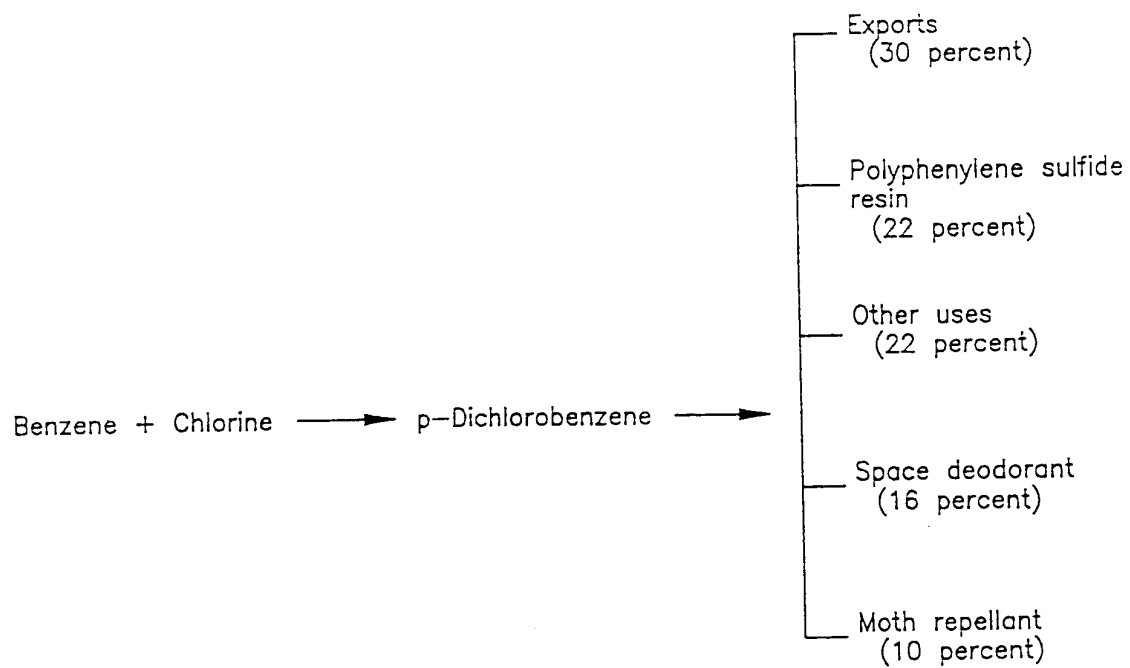 Exports
(30 percent)
Polyphenylene sulfide
resin
(22 percent)
Other uses
(22 percent)
Benzene + Chlorine
p-Dichlorobenzene
Space deodorant
(16 percent)
Moth repellant
(10 percent)